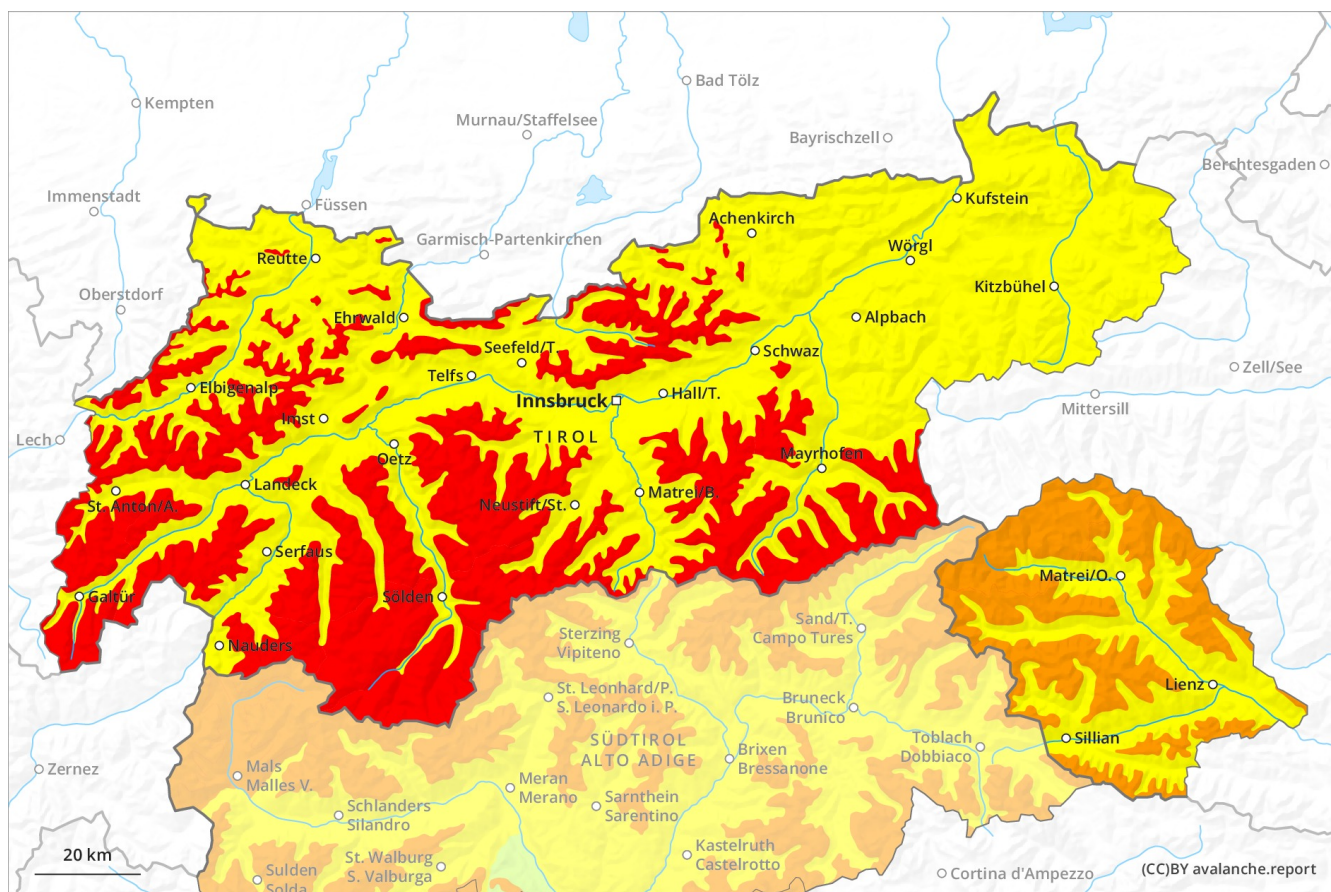 Kempten
Bad Tölz
Murnau/Staffelsee
Bayrischzell
Berchtesgaden
Immenstadt
Füssen
Kufstein
Achenkirch
Garmisch-Partenkirchen
Wörgl
Reutte
Kitzbühel
Oberstdorf
Ehrwald
Alpbach
Seefeld/T.
Schwaz
Zell/See
Telfs
Elbigenalp
Hall/T.
Innsbruck
Mittersill
Imst
Lech
TIROL
Oetz
Mayrhofen
Landeck
Matrei/B.
St. Anton/A.
Neustift/St.
Serfaus
Matrei/O.
Galtür
Sölden
Sand/T.
Campo Tures
Sterzing
Vipiteno
Nauders
Lienz
St. Leonhard/P.
S. Leonardo i. P.
Bruneck
Brunico
Sillian
SÜDTIROL
ALTO ADIGE
Toblach
Dobbiaco
Brixen
Bressanone
Zernez
Mals
Malles V.
Meran
Merano
Sarnthein
Sarentino
Schlanders
Silandro
Kastelruth
Castelrotto
20 km
St. Walburg
S. Valburga
Sulden
Solda
Cortina d'Ampezzo
(CC)BY avalanche.report